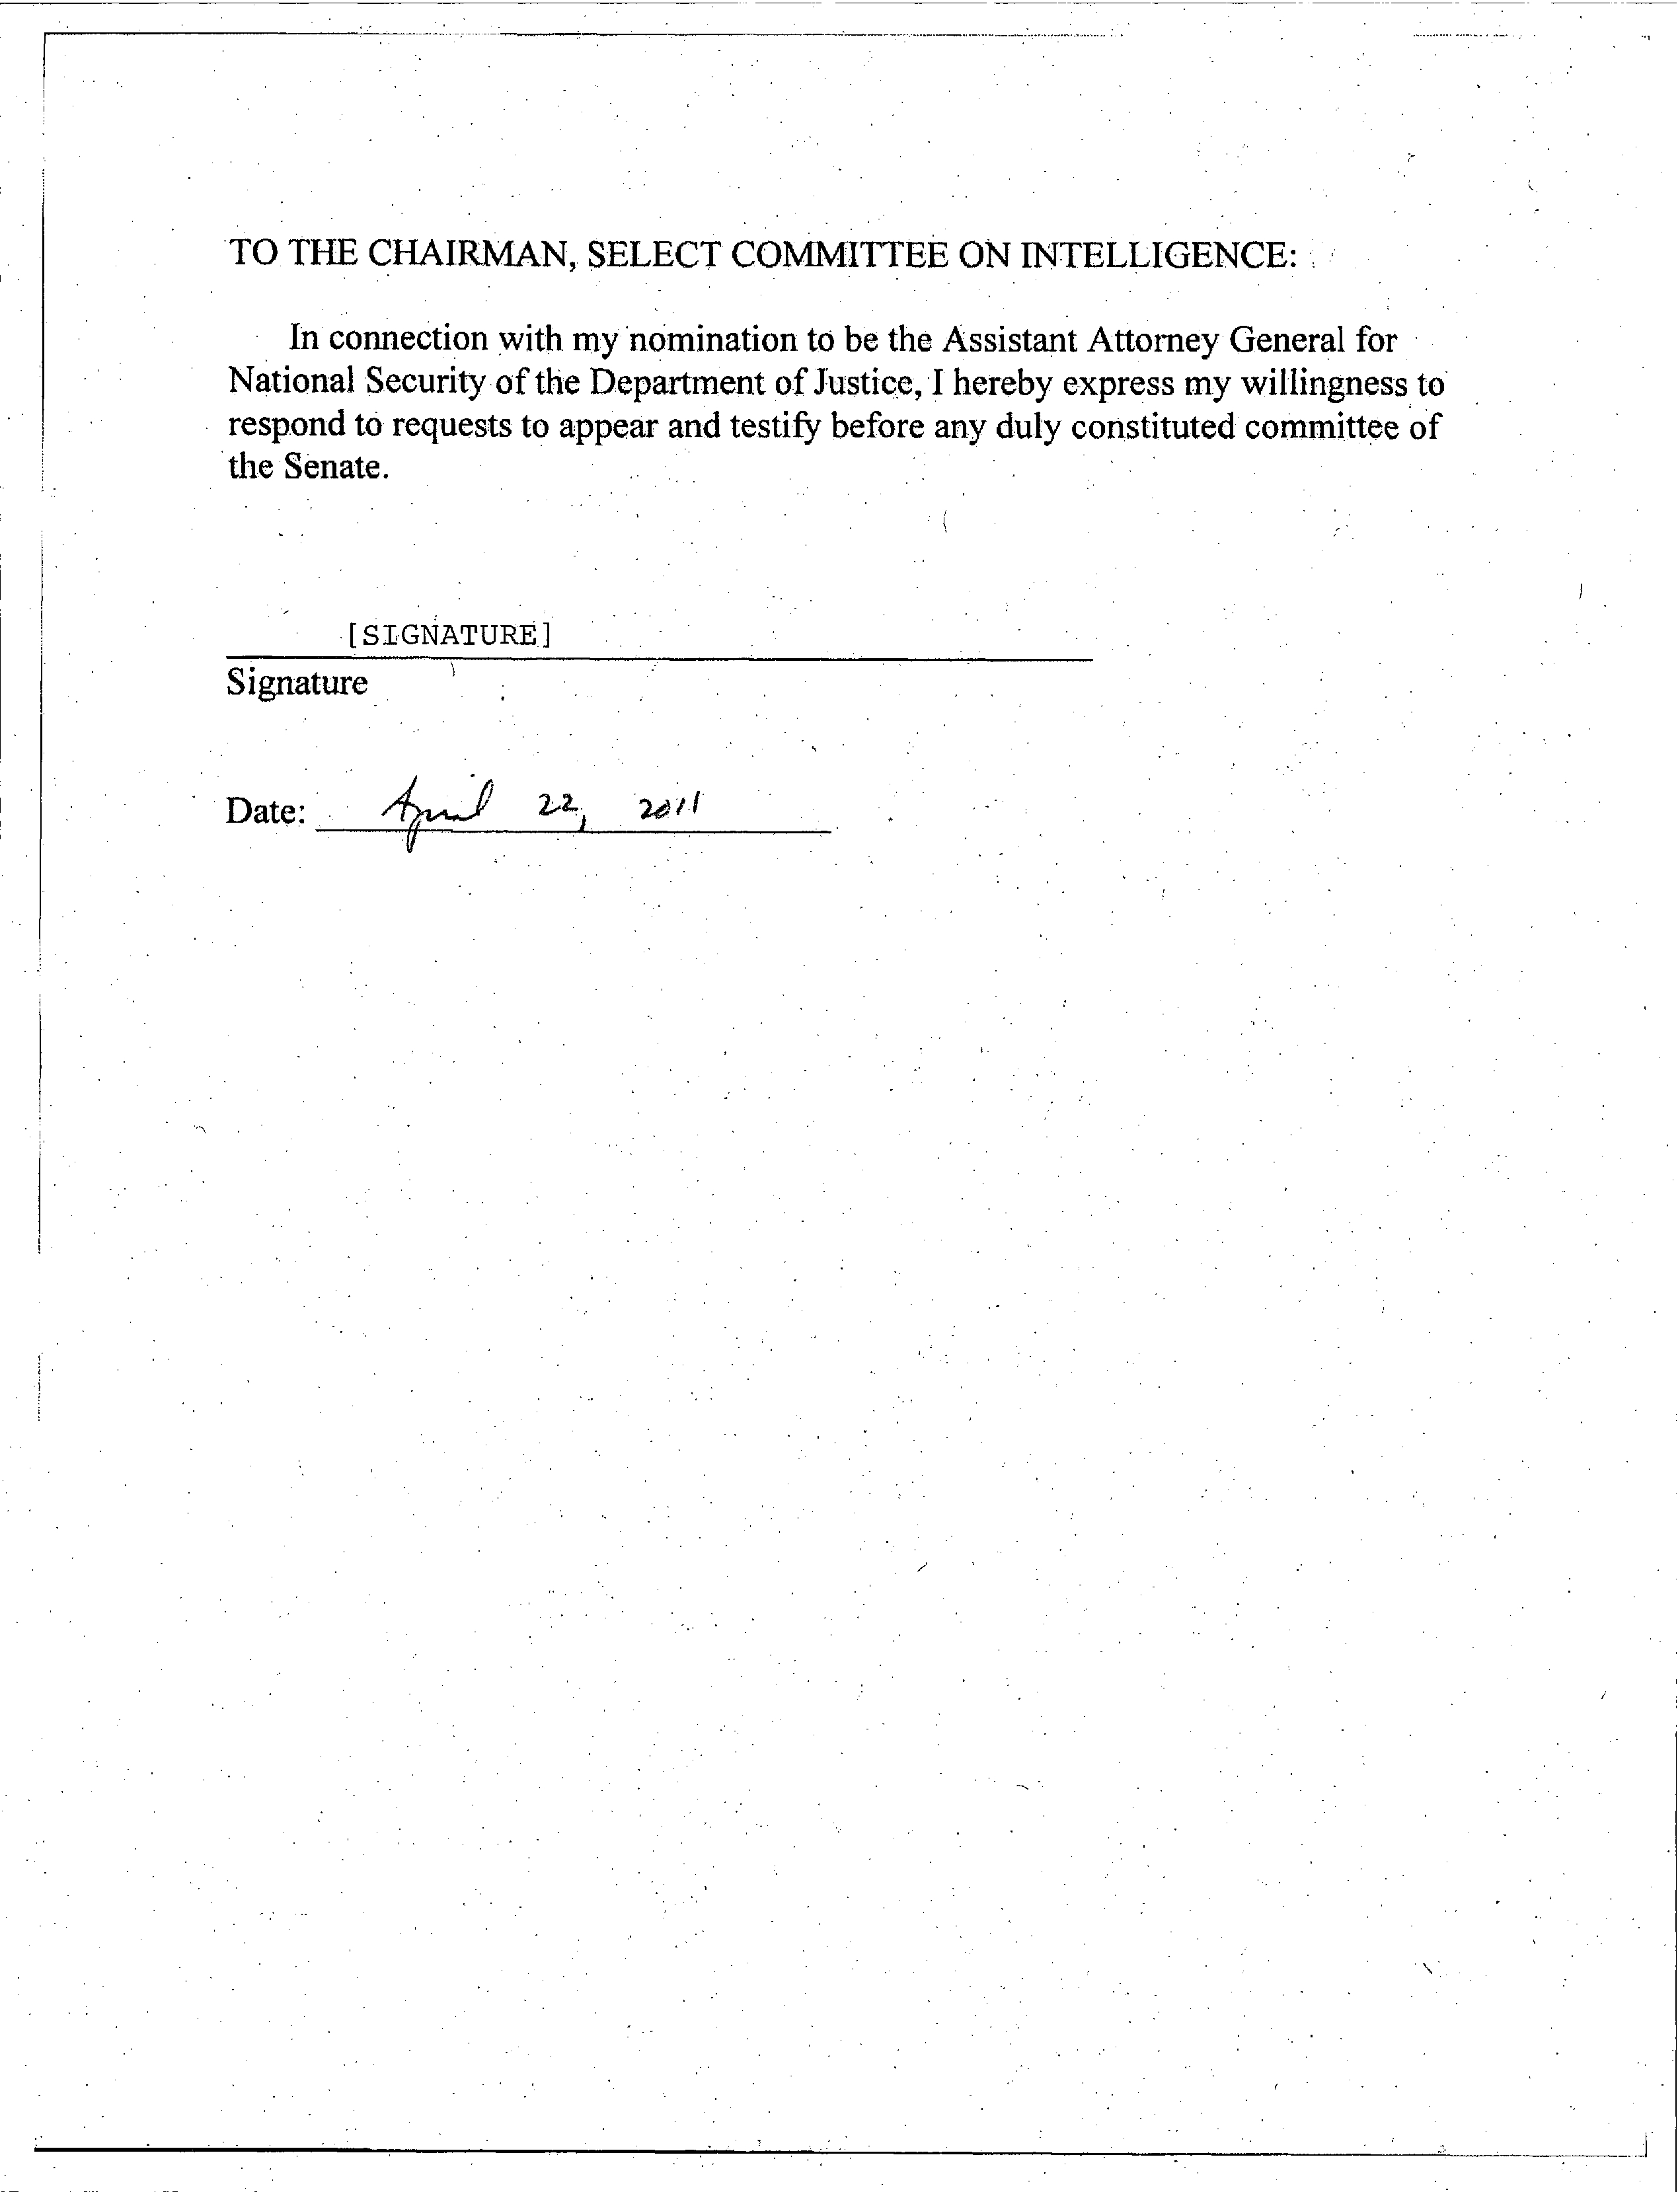 TO THE CHAIRMAN, SELECT COMMITTEE ON INTELLIGENCE:
In connection with my nomination to be the Assistant Attorney General for
National Security of the Department of Justice, I hereby express my willingness to
respond to requests to appear and testify before any duly constituted committee of
the Senate.
[SIGNATURE]
Signature
Date: April 22, 2011